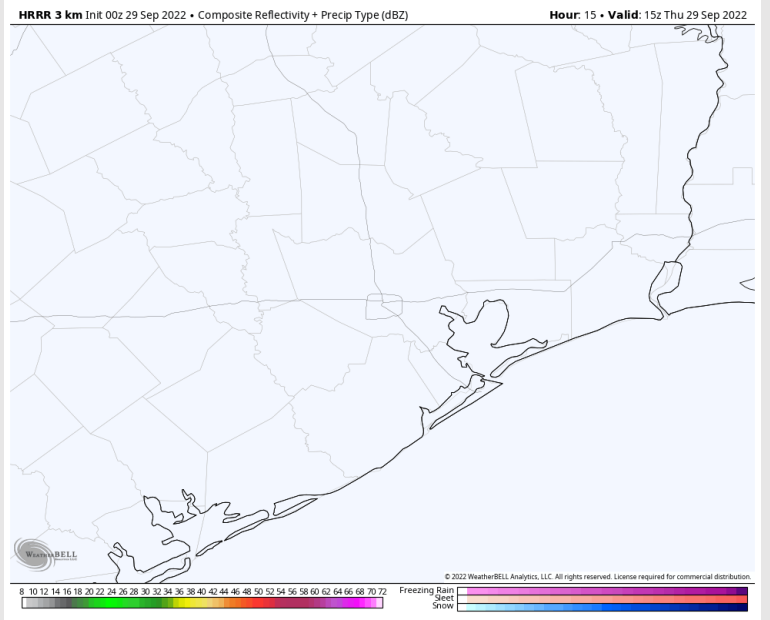 HRRR 3 km Init 00z 29 Sep 2022 • Composite Reflectivity + Precip Type (dBZ) Hour: 15 • Valid: 15z Thu 29 Sep 2022
WEATHERBELL
© 2022 WeatherBELL Analytics, LLC. All rights reserved. License required for commercial distribution.
8 10 12 14 16 18 20 22 24 26 28 30 32 34 36 38 40 42 44 46 48 50 52 54 56 58 60 62 64 66 68 70 72
Freezing Rain
Sleet
Snow